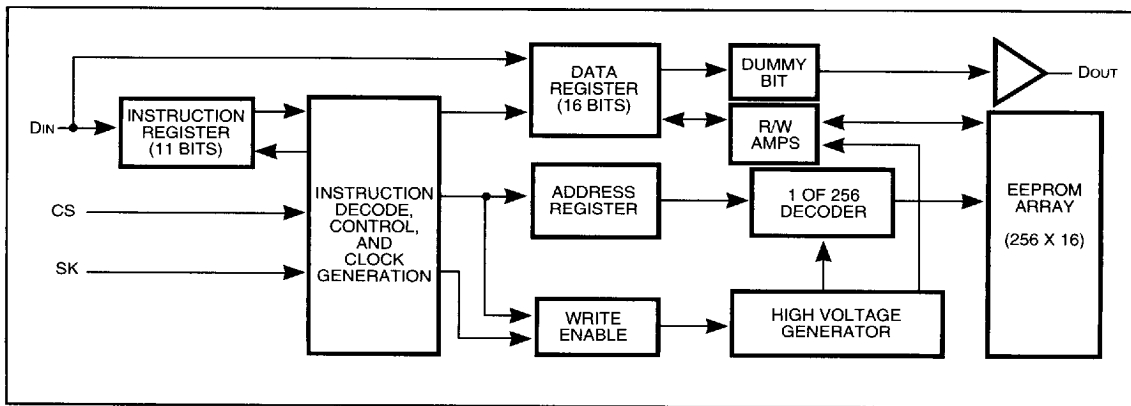 DATA
REGISTER
(16 BITS)
DUMMY
BIT
DOUT
DIN
INSTRUCTION
REGISTER
(11 BITS)
R/W
AMPS
INSTRUCTION
DECODE,
CONTROL,
AND
CLOCK
GENERATION
CS
ADDRESS
REGISTER
1 OF 256
DECODER
EEPROM
ARRAY
(256 X 16)
SK
WRITE
ENABLE
HIGH VOLTAGE
GENERATOR